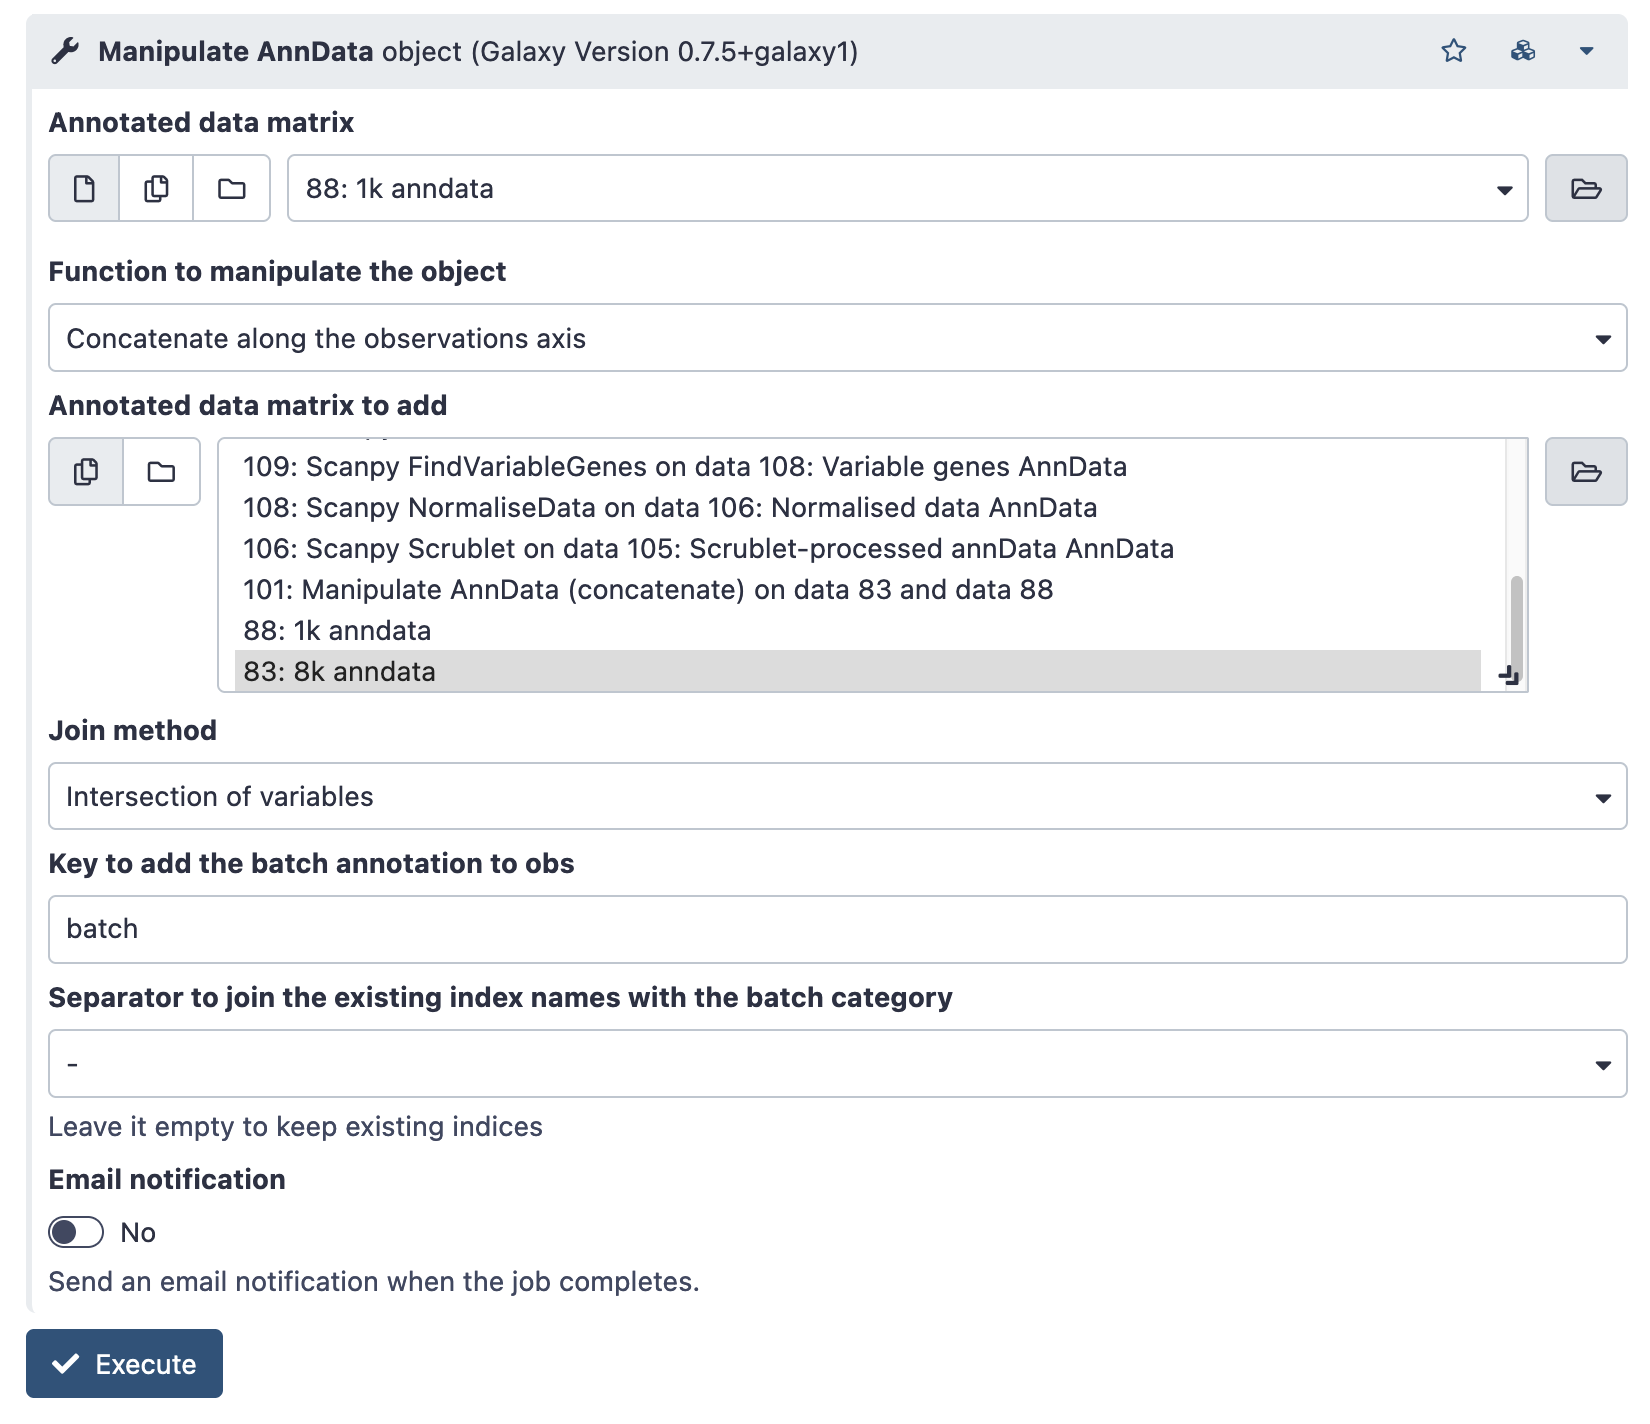 Manipulate AnnData object (Galaxy Version 0.7.5+galaxy1)
Annotated data matrix
88: 1k anndata
Function to manipulate the object
Concatenate along the observations axis
Annotated data matrix to add
109: Scanpy FindVariableGenes on data 108: Variable genes AnnData
108: Scanpy NormaliseData on data 106: Normalised data AnnData
106: Scanpy Scrublet on data 105: Scrublet-processed annData AnnData
101: Manipulate AnnData (concatenate) on data 83 and data 88
88: 1k anndata
83: 8k anndata
Join method
Intersection of variables
Key to add the batch annotation to obs
batch
Separator to join the existing index names with the batch category
-
Leave it empty to keep existing indices
Email notification
No
Send an email notification when the job completes.
Execute